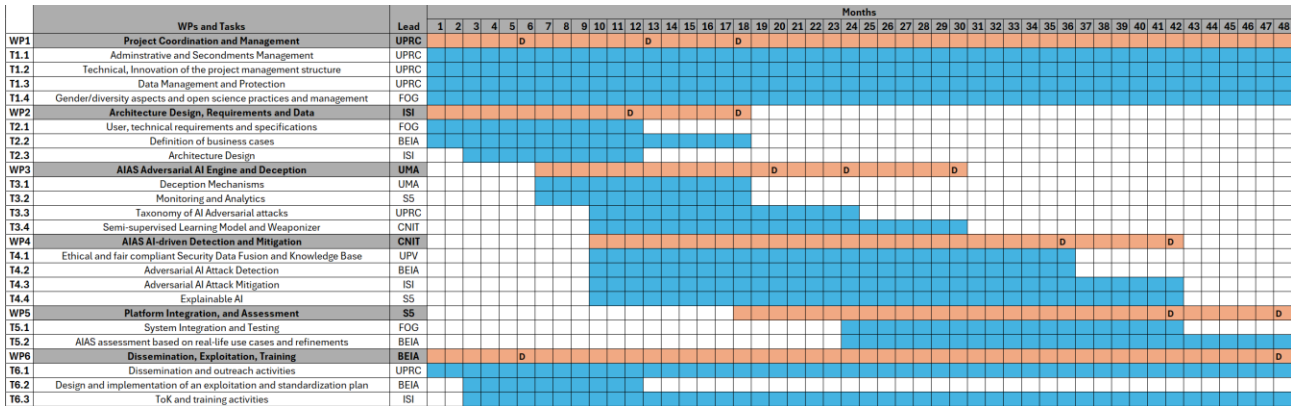 Months
WPs and Tasks Lead 1 2 3 4 5 6 7 8 9 10 11 12 13 14 15 16 17 18 19 20 21 22 23 24 25 26 27 28 29 30 31 32 33 34 35 36 37 38 39 40 41 42 43 44 45 46 47 48
WP1 Project Coordination and Management UPRC D D D
T1.1 Adminstrative and Secondments Management UPRC
T1.2 Technical, Innovation of the project management structure UPRC
T1.3 Data Management and Protection UPRC
T1.4 Gender/diversity aspects and open science practices and management FOG
WP2 Architecture Design, Requirements and Data ISI D D
T2.1 User, technical requirements and specifications FOG
T2.2 Definition of business cases BEIA
T2.3 Architecture Design ISI
WP3 AIAS Adversarial AI Engine and Deception UMA D D D
T3.1 Deception Mechanisms UMA
T3.2 Monitoring and Analytics S5
T3.3 Taxonomy of AI Adversarial attacks UPRC
T3.4 Semi-supervised Learning Model and Weaponizer CNIT
WP4 AIAS AI-driven Detection and Mitigation CNIT D D
T4.1 Ethical and fair compliant Security Data Fusion and Knowledge Base UPV
T4.2 Adversarial AI Attack Detection BEIA
T4.3 Adversarial AI Attack Mitigation ISI
T4.4 Explainable AI S5
WP5 Platform Integration, and Assessment S5 D D
T5.1 System Integration and Testing FOG
T5.2 AIAS assessment based on real-life use cases and refinements BEIA
WP6 Dissemination, Exploitation, Training BEIA D D
T6.1 Dissemination and outreach activities UPRC
T6.2 Design and implementation of an exploitation and standardization plan BEIA
T6.3 ToK and training activities ISI